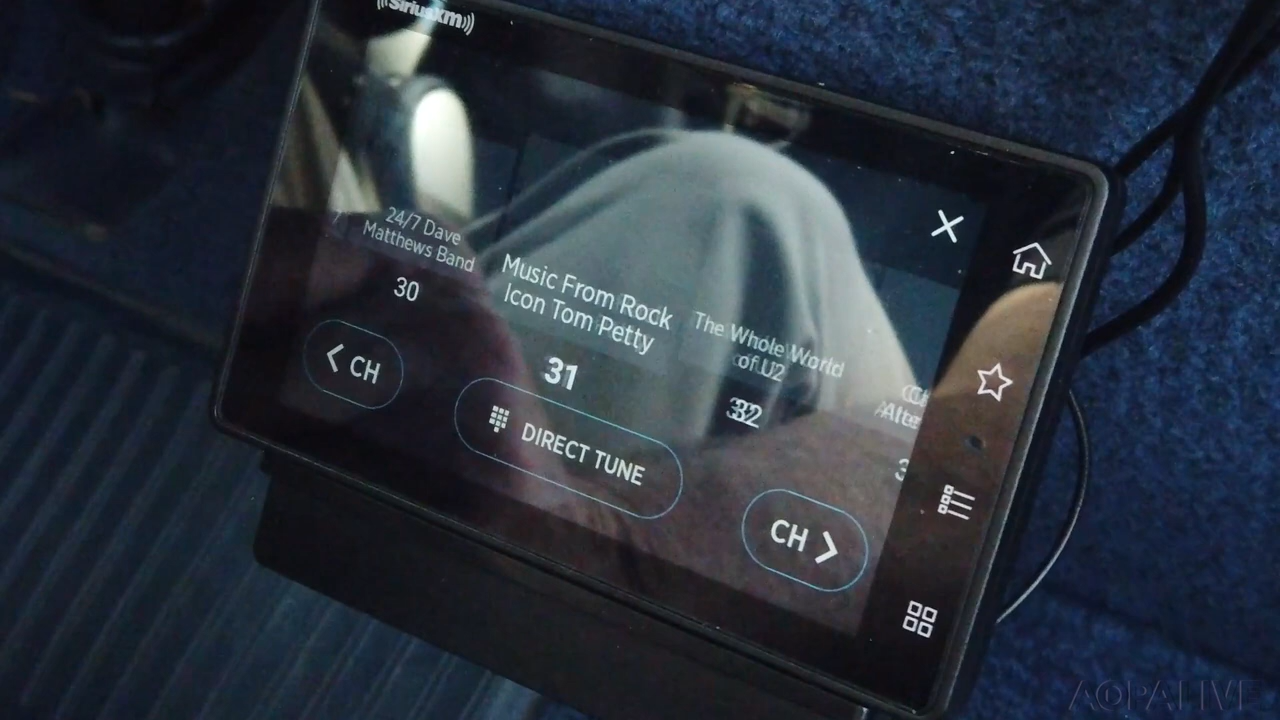 SiriusXM
24/7 Dave
Matthews Band
30
Music From Rock
Icon Tom Petty
31
The Whole World
of U2
32
< CH
DIRECT TUNE
CH >
AOPALIVE